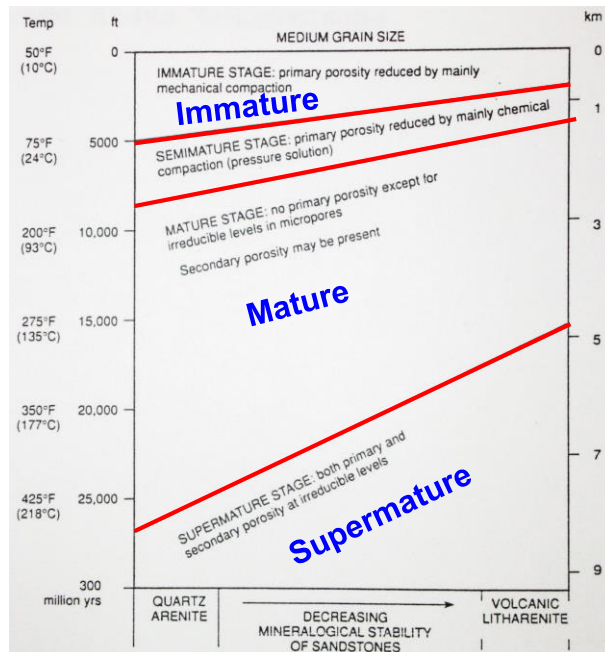 Temp
ft
km
MEDIUM GRAIN SIZE
50°F
(10°C)
0
0
IMMATURE STAGE: primary porosity reduced by mainly
mechanical compaction
Immature
1
75°F
(24°C)
5000
SEMIMATURE STAGE: primary porosity reduced by mainly chemical
compaction (pressure solution)
MATURE STAGE: no primary porosity except for
irreducible levels in micropores
Secondary porosity may be present
200°F
(93°C)
10,000
3
Mature
275°F
(135°C)
15,000
5
350°F
(177°C)
20,000
7
SUPERMATURE STAGE: both primary and
secondary porosity at irreducible levels
Supermature
425°F
(218°C)
25,000
9
300
million yrs
QUARTZ
ARENITE
DECREASING
MINERALOGICAL STABILITY
OF SANDSTONES
VOLCANIC
LITHARENITE